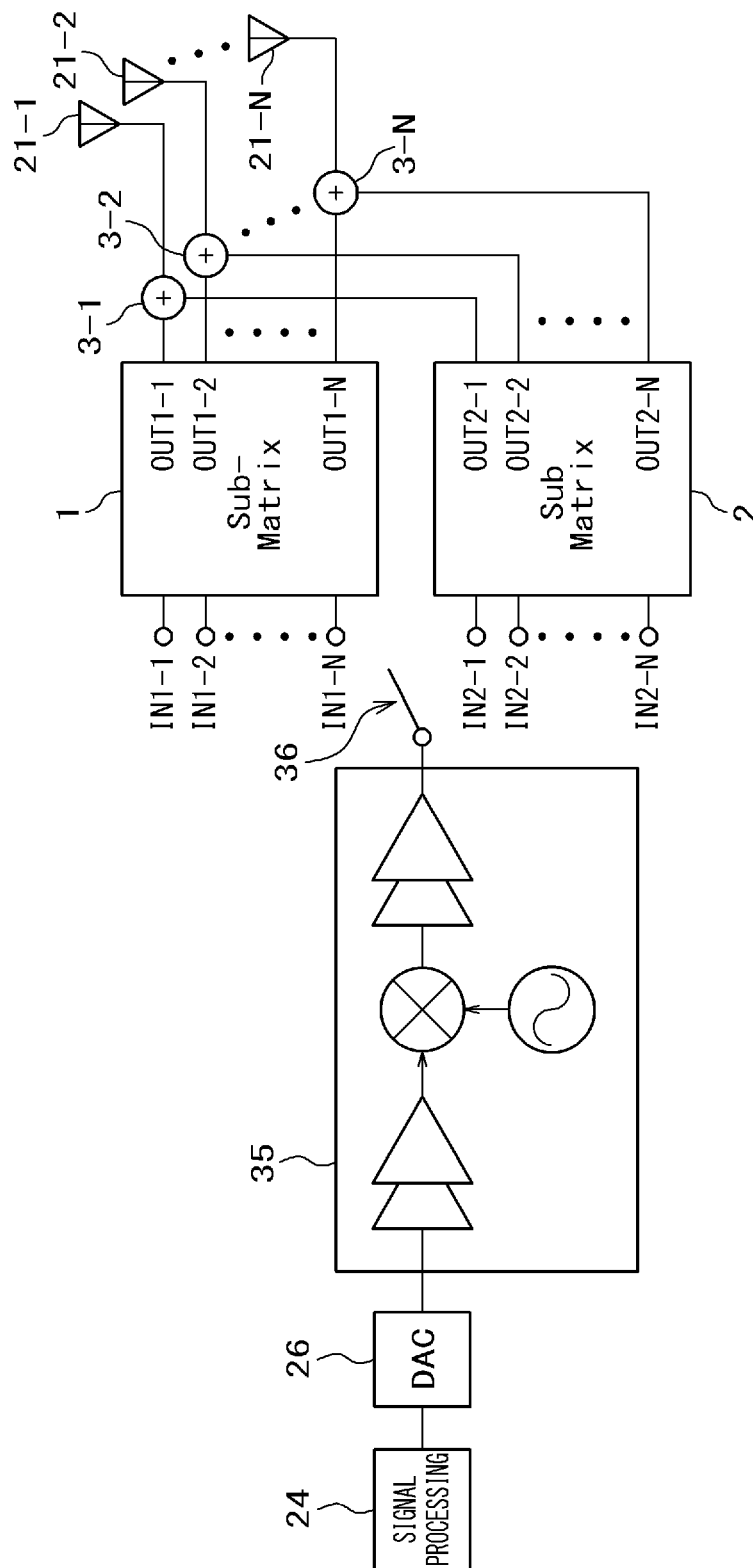 24
SIGNAL
PROCESSING
26
DAC
35
36
IN1-1
IN1-2
IN1-N
1
Sub-
Matrix
OUT1-1
OUT1-2
OUT1-N
IN2-1
IN2-2
IN2-N
Sub
Matrix
OUT2-1
OUT2-2
OUT2-N
2
3-1
3-2
3-N
21-1
21-2
21-N